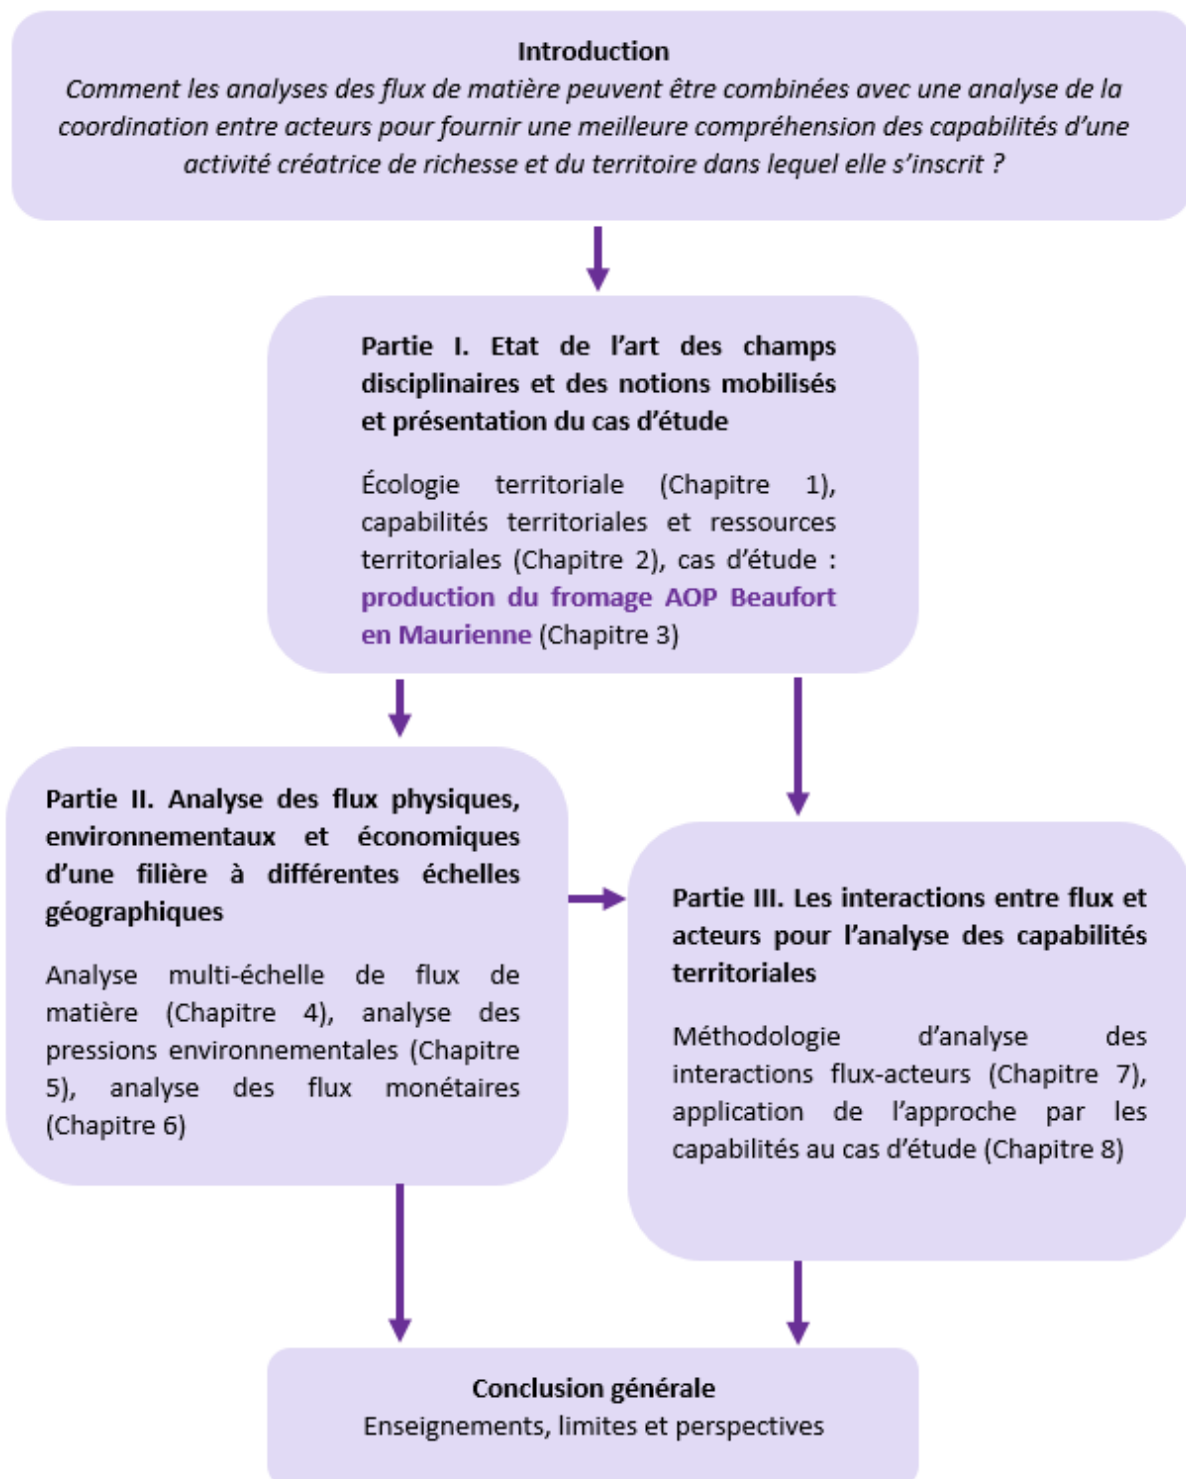 Introduction
Comment les analyses des flux de matière peuvent être combinées avec une analyse de la
coordination entre acteurs pour fournir une meilleure compréhension des capabilités d’une
activité créatrice de richesse et du territoire dans lequel elle s’inscrit ?
Partie I. Etat de l’art des champs
disciplinaires et des notions mobilisés
et présentation du cas d’étude
Écologie territoriale (Chapitre 1),
capabilités territoriales et ressources
territoriales (Chapitre 2), cas d’étude :
production du fromage AOP Beaufort
en Maurienne (Chapitre 3)
Partie II. Analyse des flux physiques,
environnementaux et économiques
d’une filière à différentes échelles
géographiques
Analyse multi-échelle de flux de
matière (Chapitre 4), analyse des
pressions environnementales (Chapitre
5), analyse des flux monétaires
(Chapitre 6)
Partie III. Les interactions entre flux et
acteurs pour l’analyse des capabilités
territoriales
Méthodologie d’analyse des
interactions flux-acteurs (Chapitre 7),
application de l’approche par les
capabilités au cas d’étude (Chapitre 8)
Conclusion générale
Enseignements, limites et perspectives